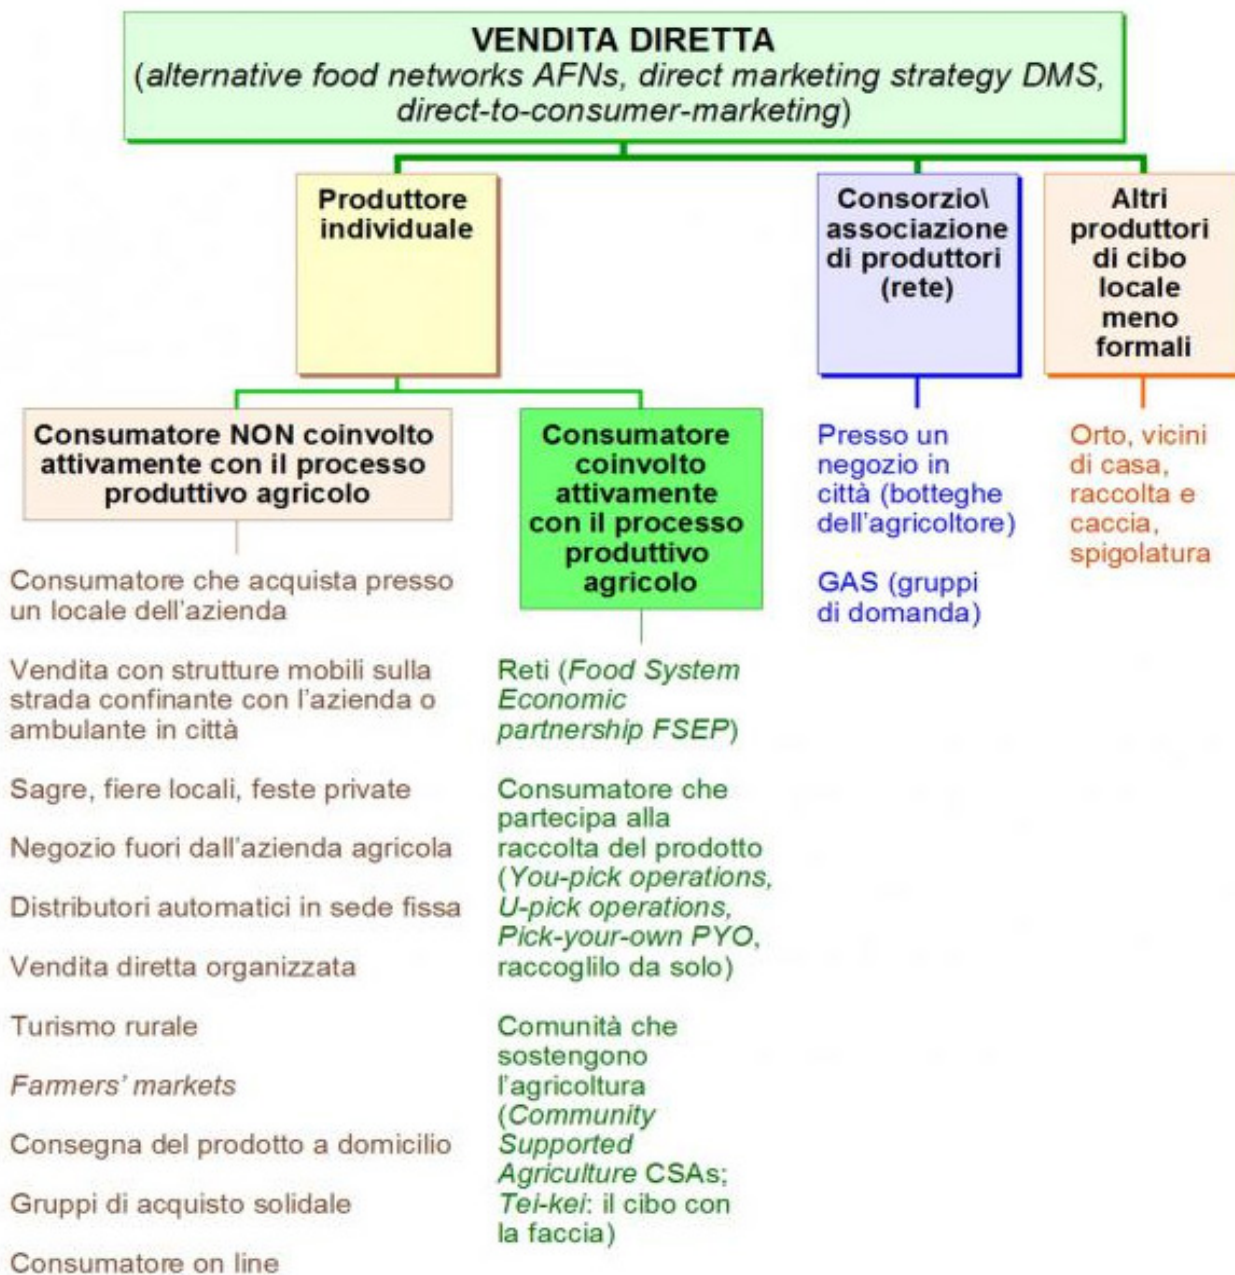 VENDITA DIRETTA
(alternative food networks AFNs, direct marketing strategy DMS,
direct-to-consumer-marketing)
Produttore
individuale
Consorzio\
associazione
di produttori
(rete)
Altri
produttori
di cibo
locale
meno
formali
Consumatore NON coinvolto
attivamente con il processo
produttivo agricolo
Consumatore che acquista presso
un locale dell'azienda
Vendita con strutture mobili sulla
strada confinante con l'azienda o
ambulante in città
Sagre, fiere locali, feste private
Negozio fuori dall'azienda agricola
Distributori automatici in sede fissa
Vendita diretta organizzata
Turismo rurale
Farmers' markets
Consegna del prodotto a domicilio
Gruppi di acquisto solidale
Consumatore on line
Consumatore
coinvolto
attivamente
con il processo
produttivo
agricolo
Reti (Food System
Economic
partnership FSEP)
Consumatore che
partecipa alla
raccolta del prodotto
(You-pick operations,
U-pick operations,
Pick-your-own PYO,
raccoglilo da solo)
Comunità che
sostengono
l'agricoltura
(Community
Supported
Agriculture CSAs;
Tei-kei: il cibo con
la faccia)
Presso un
negozio in
città (botteghe
dell'agricoltore)
GAS (gruppi
di domanda)
Orto, vicini
di casa,
raccolta e
caccia,
spigolatura